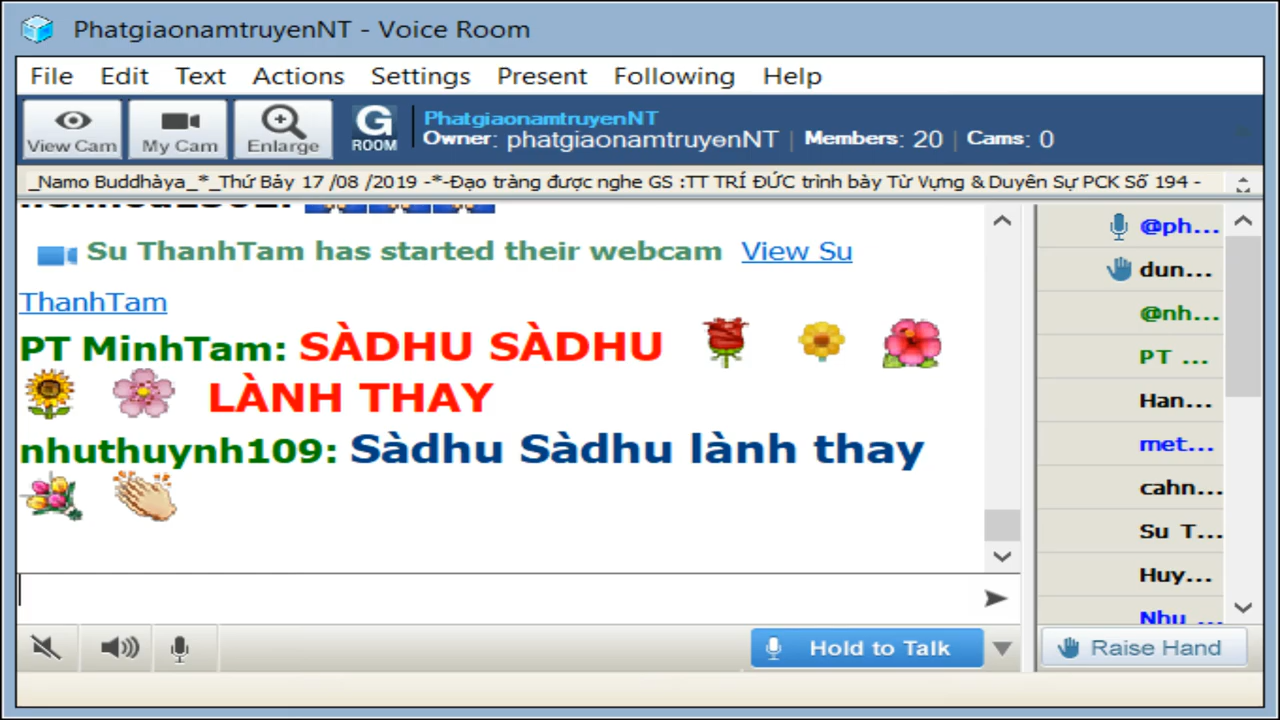 PhatgiaonamtruyenNT - Voice Room
File Edit Text Actions Settings Present Following Help
View Cam My Cam Enlarge G ROOM
PhatgiaonamtruyenNT
Owner: phatgiaonamtruyenNT | Members: 20 | Cams: 0
_Namo Buddhàya_*_Thứ Bảy 17 /08 /2019 -*-Đạo tràng được nghe GS :TT TRÍ ĐỨC trình bày Từ Vựng & Duyên Sự PCK Số 194 -
Su ThanhTam has started their webcam View Su
ThanhTam
PT MinhTam: SÀDHU SÀDHU
LÀNH THAY
nhuthuynh109: Sàdhu Sàdhu lành thay
@ph...
dun...
@nh...
PT ...
Han...
met...
cahn...
Su T...
Huy...
Nhu ...
Hold to Talk
Raise Hand